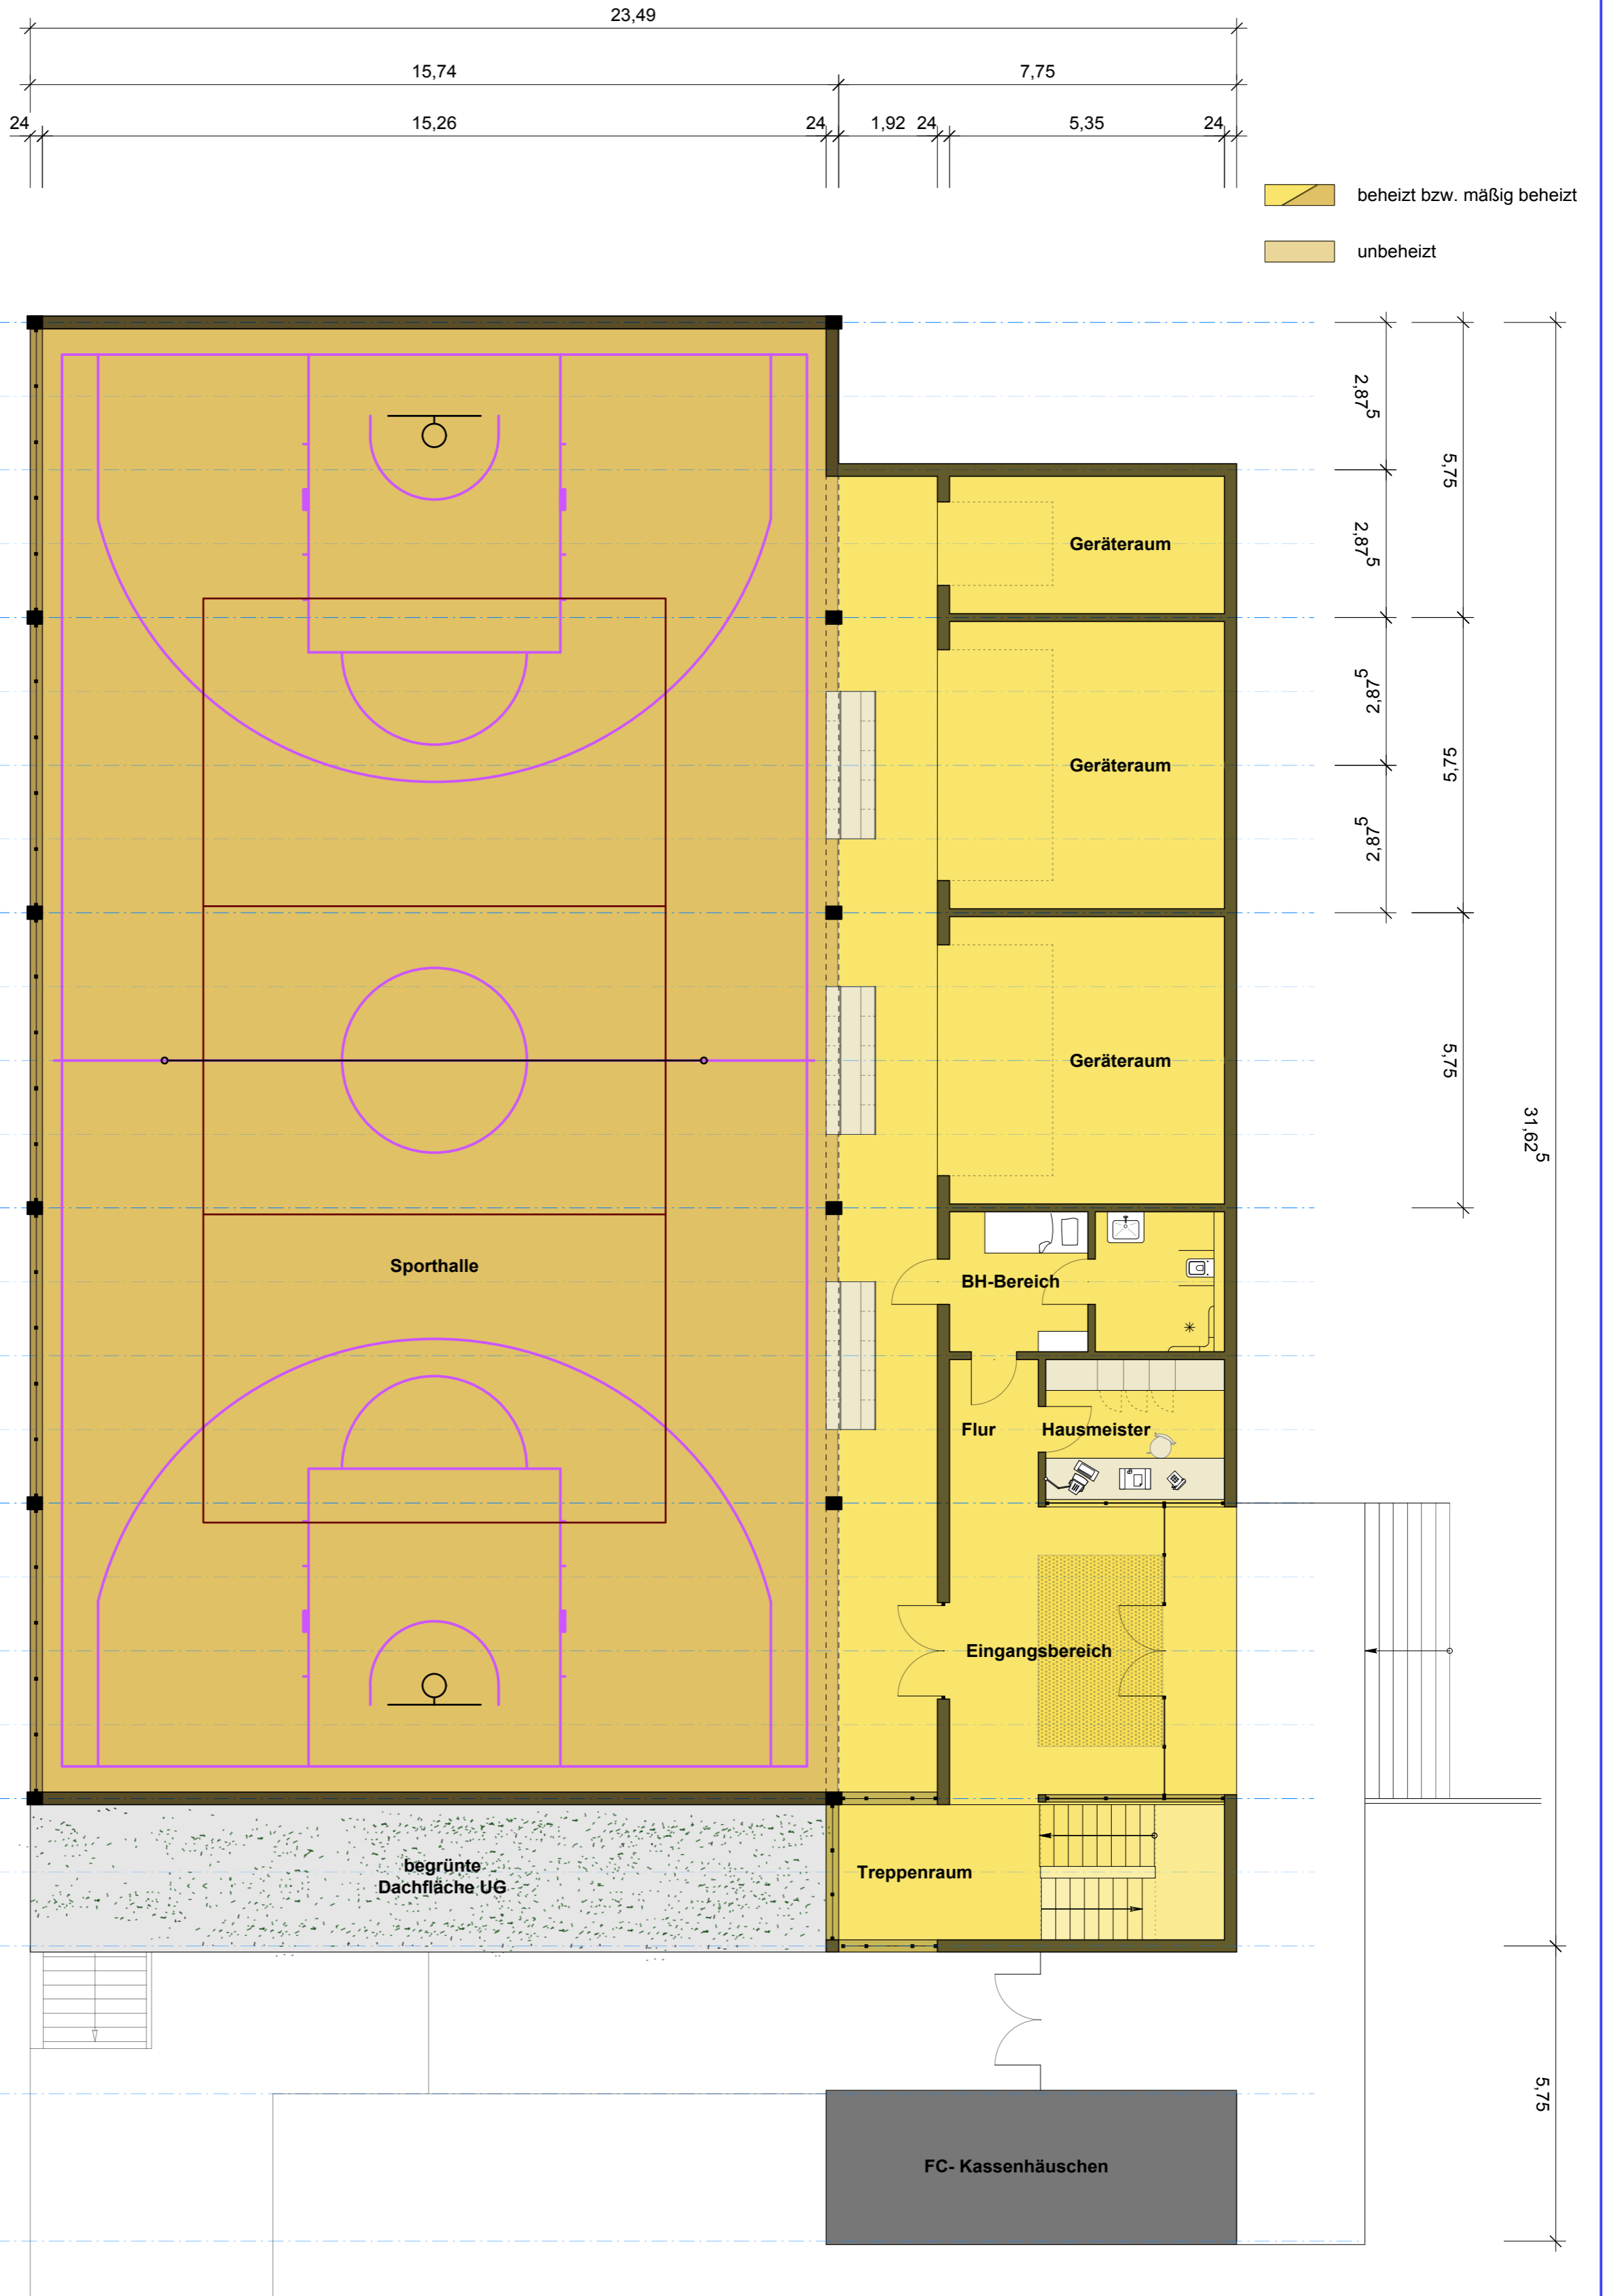 23,49
15,74 7,75
24 15,26 24 1,92 24 5,35 24
beheizt bzw. mäßig beheizt
unbeheizt
2,87⁵
5,75
2,87⁵
Geräteraum
2,87⁵
5,75
Geräteraum
2,87⁵
Geräteraum
5,75
31,62⁵
Sporthalle
BH-Bereich
Flur
Hausmeister
Eingangsbereich
begrünte
Dachfläche UG
Treppenraum
5,75
FC- Kassenhäuschen